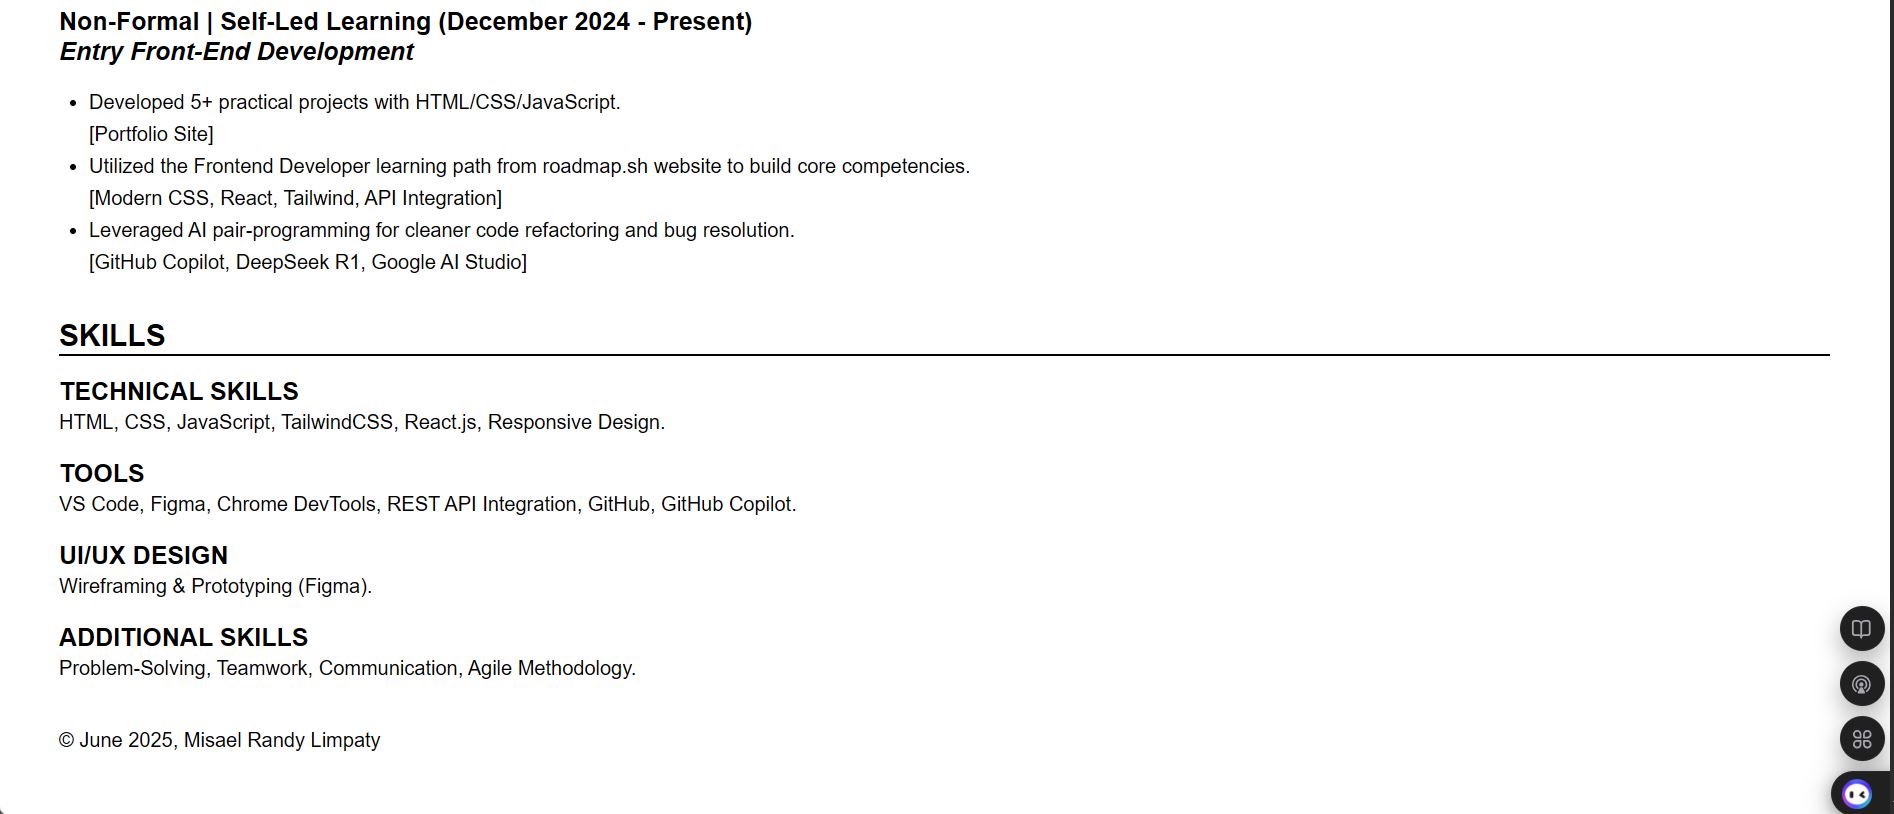 Non-Formal | Self-Led Learning (December 2024 - Present)
Entry Front-End Development
• Developed 5+ practical projects with HTML/CSS/JavaScript.
[Portfolio Site]
• Utilized the Frontend Developer learning path from roadmap.sh website to build core competencies.
[Modern CSS, React, Tailwind, API Integration]
• Leveraged AI pair-programming for cleaner code refactoring and bug resolution.
[GitHub Copilot, DeepSeek R1, Google AI Studio]
SKILLS
TECHNICAL SKILLS
HTML, CSS, JavaScript, TailwindCSS, React.js, Responsive Design.
TOOLS
VS Code, Figma, Chrome DevTools, REST API Integration, GitHub, GitHub Copilot.
UI/UX DESIGN
Wireframing & Prototyping (Figma).
ADDITIONAL SKILLS
Problem-Solving, Teamwork, Communication, Agile Methodology.
© June 2025, Misael Randy Limpaty